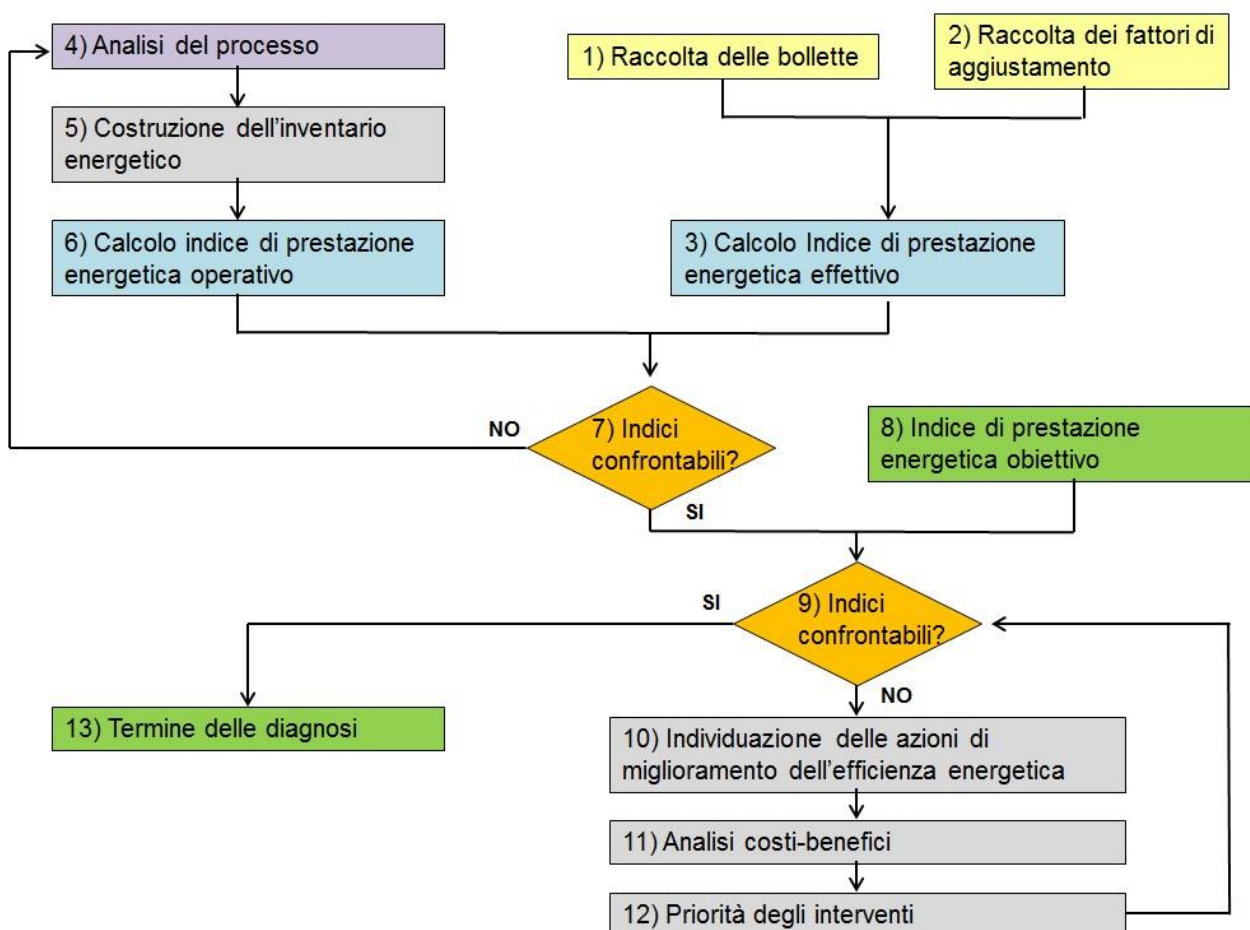 4) Analisi del processo
1) Raccolta delle bollette
2) Raccolta dei fattori di
aggiustamento
5) Costruzione dell'inventario
energetico
6) Calcolo indice di prestazione
energetica operativo
3) Calcolo Indice di prestazione
energetica effettivo
NO
7) Indici
confrontabili?
8) Indice di prestazione
energetica obiettivo
SI
SI
9) Indici
confrontabili?
NO
13) Termine delle diagnosi
10) Individuazione delle azioni di
miglioramento dell'efficienza energetica
11) Analisi costi-benefici
12) Priorità degli interventi